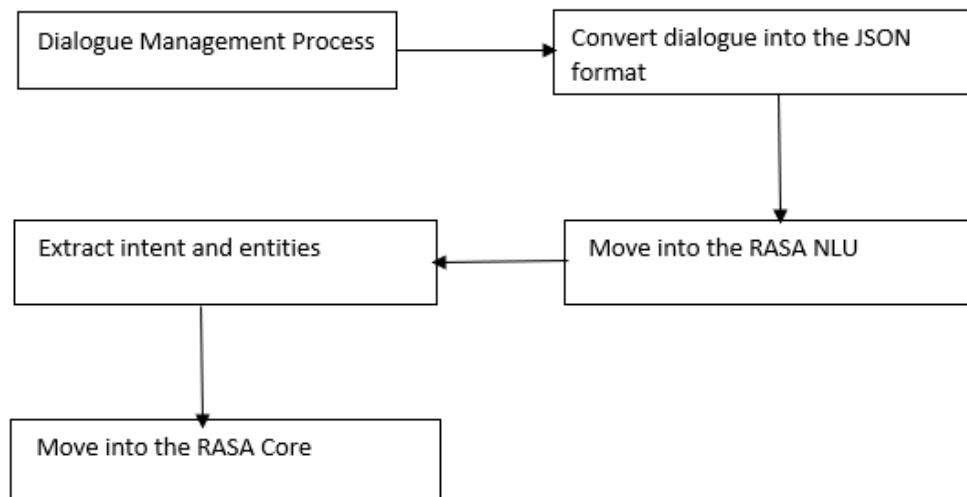 Dialogue Management Process
Convert dialogue into the JSON
format
Move into the RASA NLU
Extract intent and entities
Move into the RASA Core